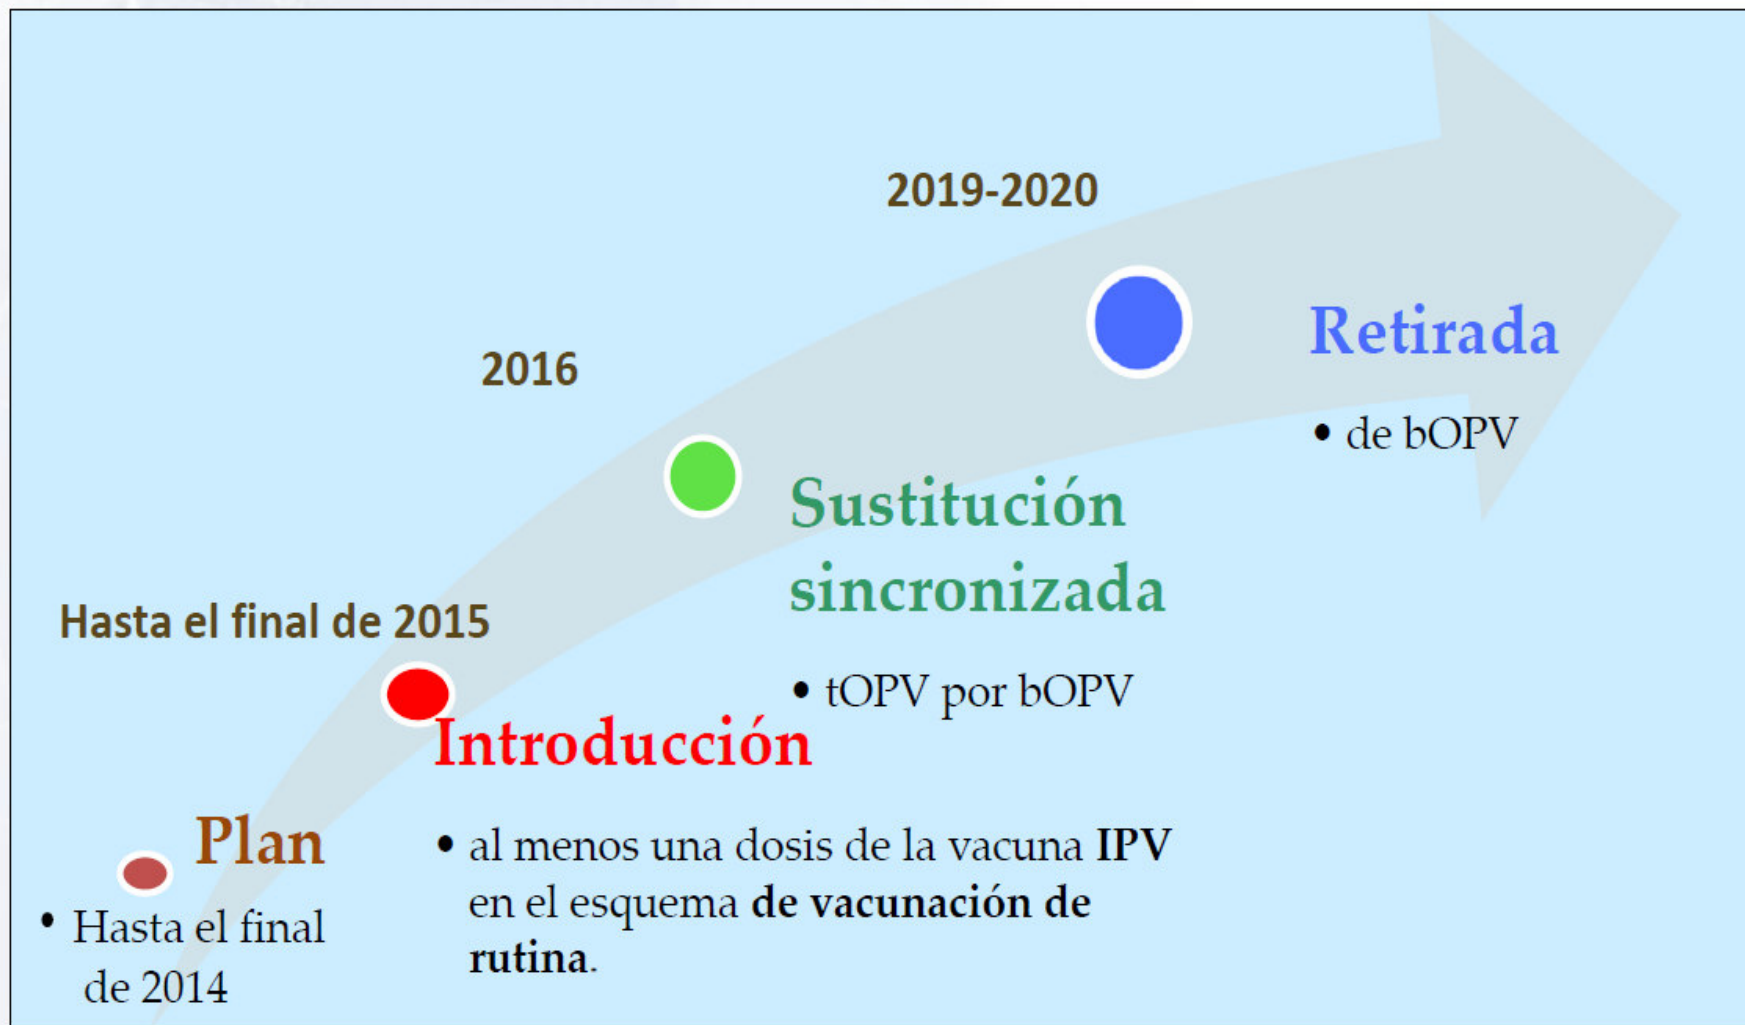 Plan
• Hasta el final
de 2014
Hasta el final de 2015
Introducción
• al menos una dosis de la vacuna IPV
en el esquema de vacunación de
rutina.
2016
Sustitución
sincronizada
• tOPV por bOPV
2019-2020
Retirada
• de bOPV